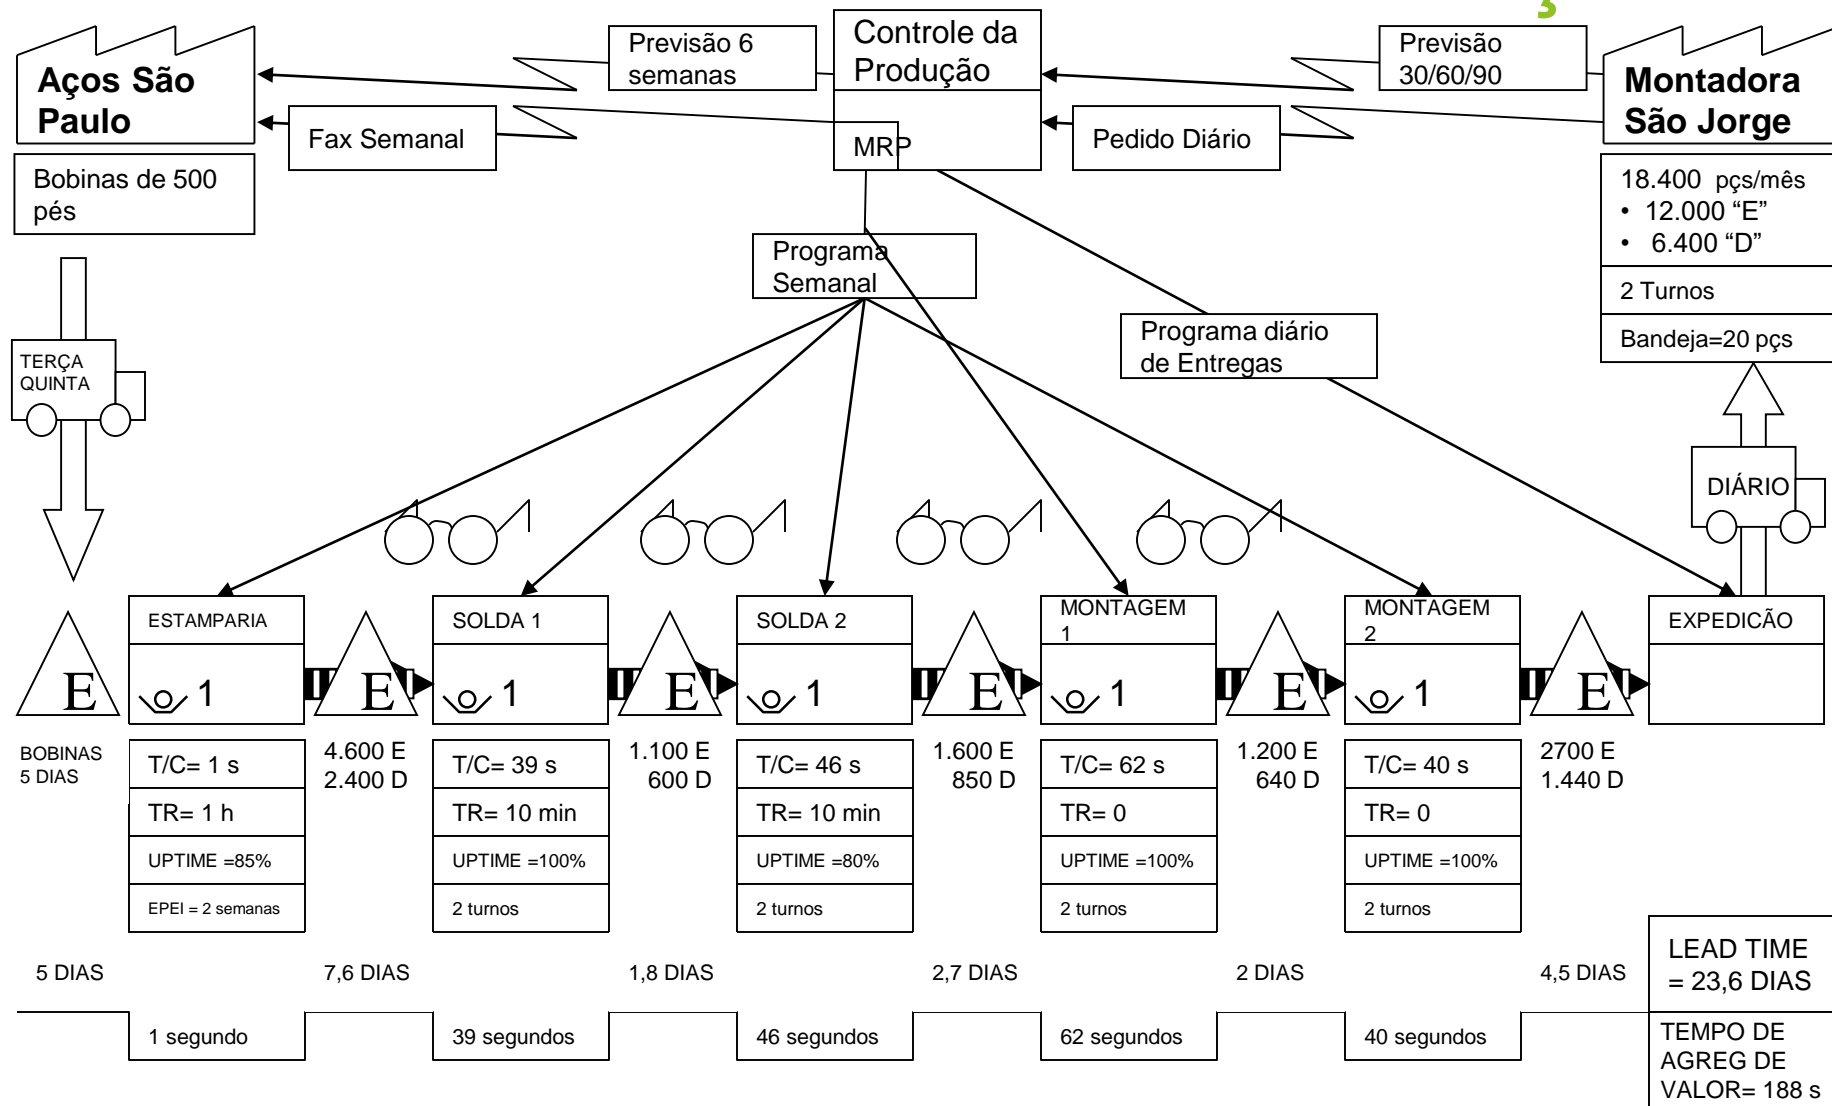 Aços São
Paulo
Previsão 6
semanas
Controle da
Produção
Previsão
30/60/90
Montadora
São Jorge
Fax Semanal
MRP
Pedido Diário
Bobinas de 500
pés
18.400 pçs/mês
• 12.000 “E”
• 6.400 “D”
2 Turnos
Bandeja=20 pçs
Programa
Semanal
Programa diário
de Entregas
TERÇA
QUINTA
DIÁRIO
ESTAMPARIA
SOLDA 1
SOLDA 2
MONTAGEM
1
MONTAGEM
2
EXPEDICÃO
E
1
E
1
E
1
E
1
E
1
E
BOBINAS
5 DIAS
T/C= 1 s
TR= 1 h
UPTIME =85%
EPEI = 2 semanas
4.600 E
2.400 D
T/C= 39 s
TR= 10 min
UPTIME =100%
2 turnos
1.100 E
600 D
T/C= 46 s
TR= 10 min
UPTIME =80%
2 turnos
1.600 E
850 D
T/C= 62 s
TR= 0
UPTIME =100%
2 turnos
1.200 E
640 D
T/C= 40 s
TR= 0
UPTIME =100%
2 turnos
2700 E
1.440 D
5 DIAS
7,6 DIAS
1,8 DIAS
2,7 DIAS
2 DIAS
4,5 DIAS
LEAD TIME
= 23,6 DIAS
1 segundo
39 segundos
46 segundos
62 segundos
40 segundos
TEMPO DE
AGREG DE
VALOR= 188 s